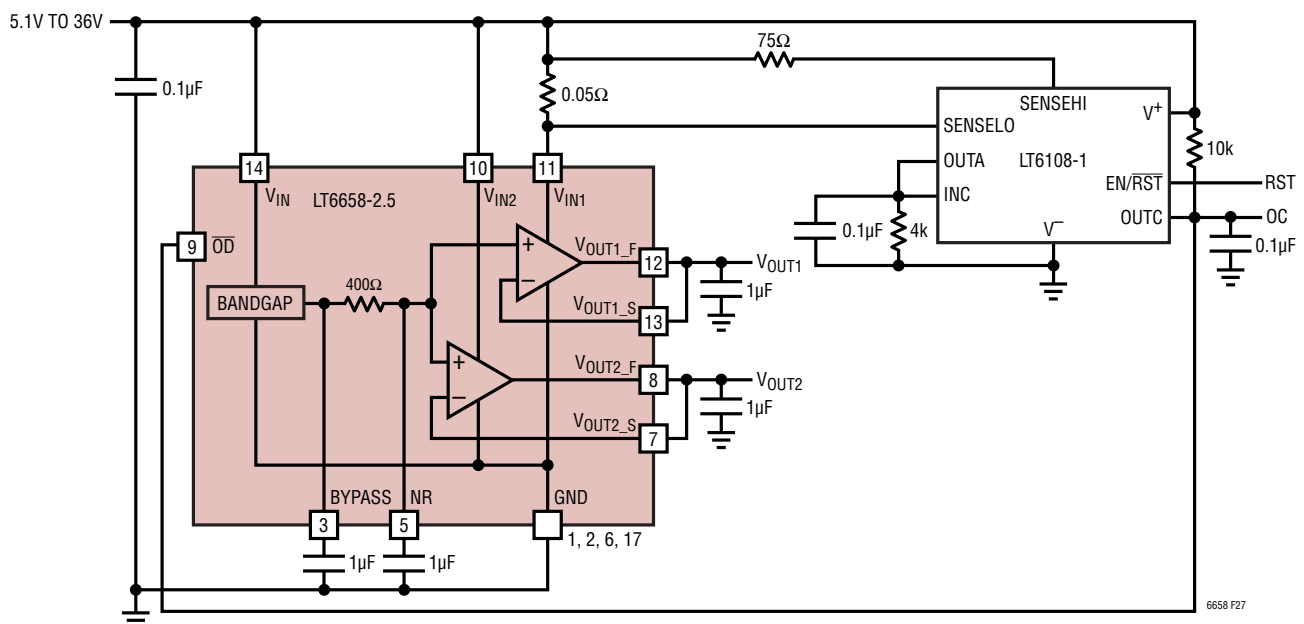 5.1V TO 36V
0.1µF
75Ω
0.05Ω
SENSEHI
SENSELO
V+
LT6108-1
10k
OUTA
INC
EN/RST
RST
OUTC
OC
V–
0.1µF
4k
0.1µF
14
10
11
VIN
LT6658-2.5
VIN2
VIN1
9
OD
+
–
VOUT1_F
12
VOUT1
1µF
BANDGAP
400Ω
VOUT1_S
13
+
–
VOUT2_F
8
VOUT2
1µF
VOUT2_S
7
BYPASS
NR
GND
3
5
1, 2, 6, 17
1µF
1µF
6658 F27